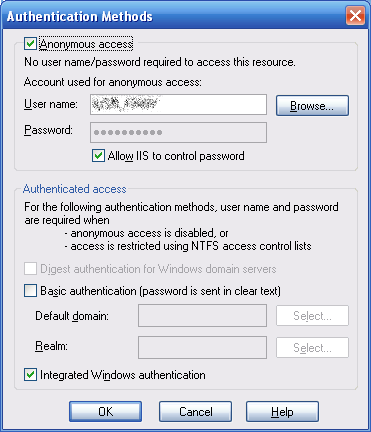 Authentication Methods
Anonymous access
No user name/password required to access this resource.
Account used for anonymous access:
User name:
Browse...
Password:
Allow IIS to control password
Authenticated access
For the following authentication methods, user name and password
are required when
- anonymous access is disabled, or
- access is restricted using NTFS access control lists
Digest authentication for Windows domain servers
Basic authentication (password is sent in clear text)
Default domain:
Select...
Realm:
Select...
Integrated Windows authentication
OK
Cancel
Help